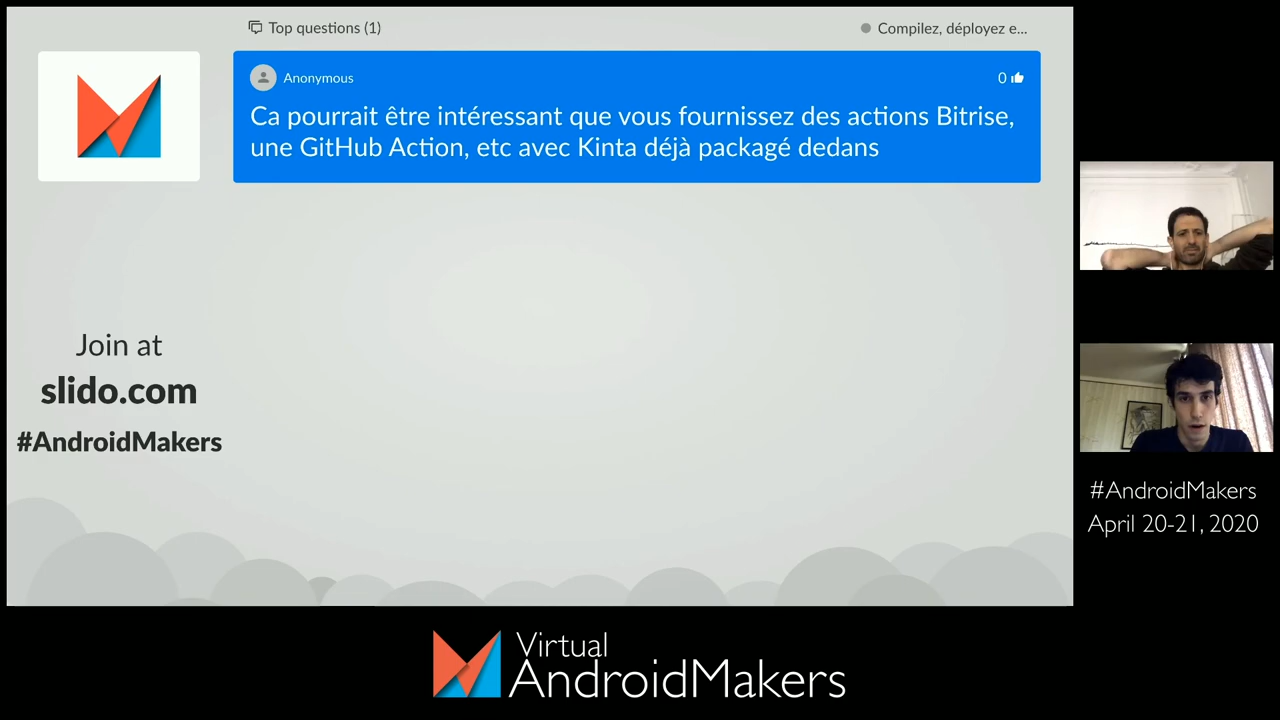 Top questions (1)
Compilez, déployez e...
Anonymous
0
Ca pourrait être intéressant que vous fournissez des actions Bitrise,
une GitHub Action, etc avec Kinta déjà packagé dedans
Join at
slido.com
#AndroidMakers
#AndroidMakers
April 20-21, 2020
Virtual
AndroidMakers